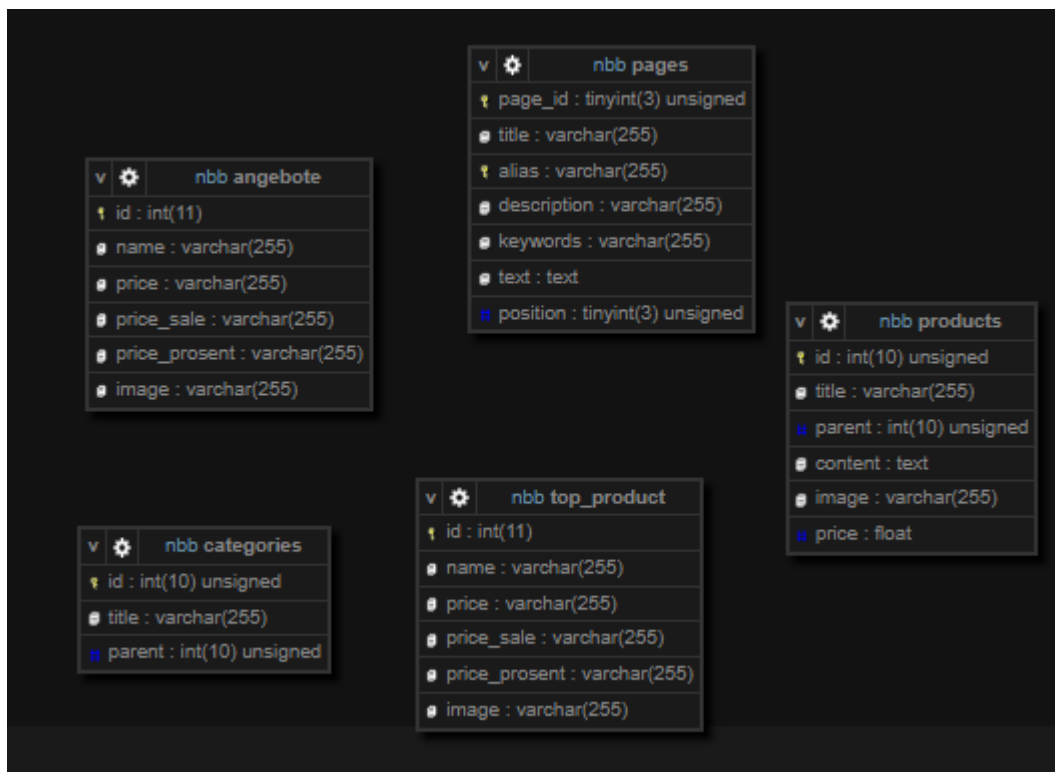 v nbb pages
page_id : tinyint(3) unsigned
title : varchar(255)
alias : varchar(255)
description : varchar(255)
keywords : varchar(255)
text : text
position : tinyint(3) unsigned
v nbb angebote
id : int(11)
name : varchar(255)
price : varchar(255)
price_sale : varchar(255)
price_prosent : varchar(255)
image : varchar(255)
v nbb products
id : int(10) unsigned
title : varchar(255)
# parent : int(10) unsigned
content : text
image : varchar(255)
# price : float
v nbb top_product
id : int(11)
name : varchar(255)
price : varchar(255)
price_sale : varchar(255)
price_prosent : varchar(255)
image : varchar(255)
v nbb categories
id : int(10) unsigned
title : varchar(255)
# parent : int(10) unsigned